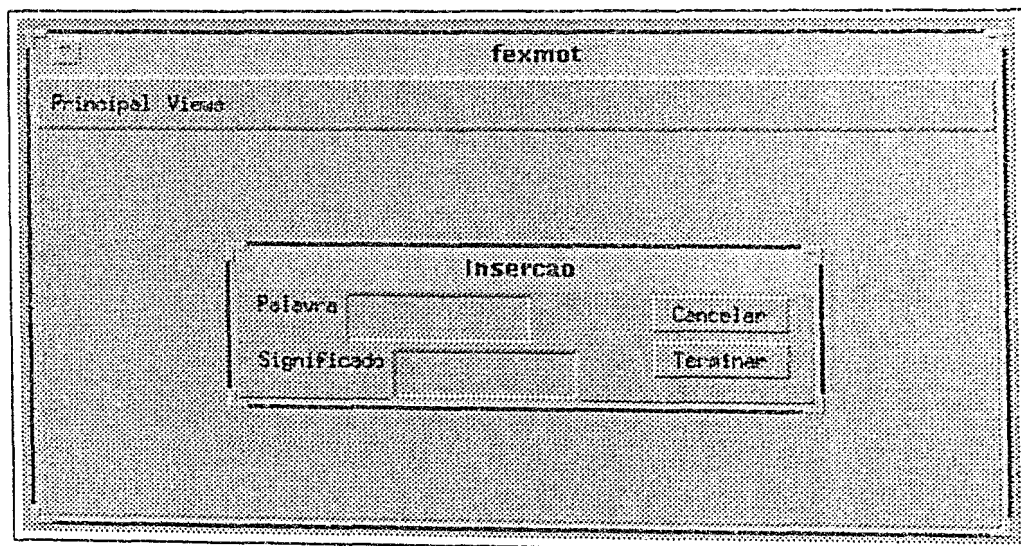 fexmot
Principal Views
Insercao
Palavra
Cancelar
Significado
Terminar